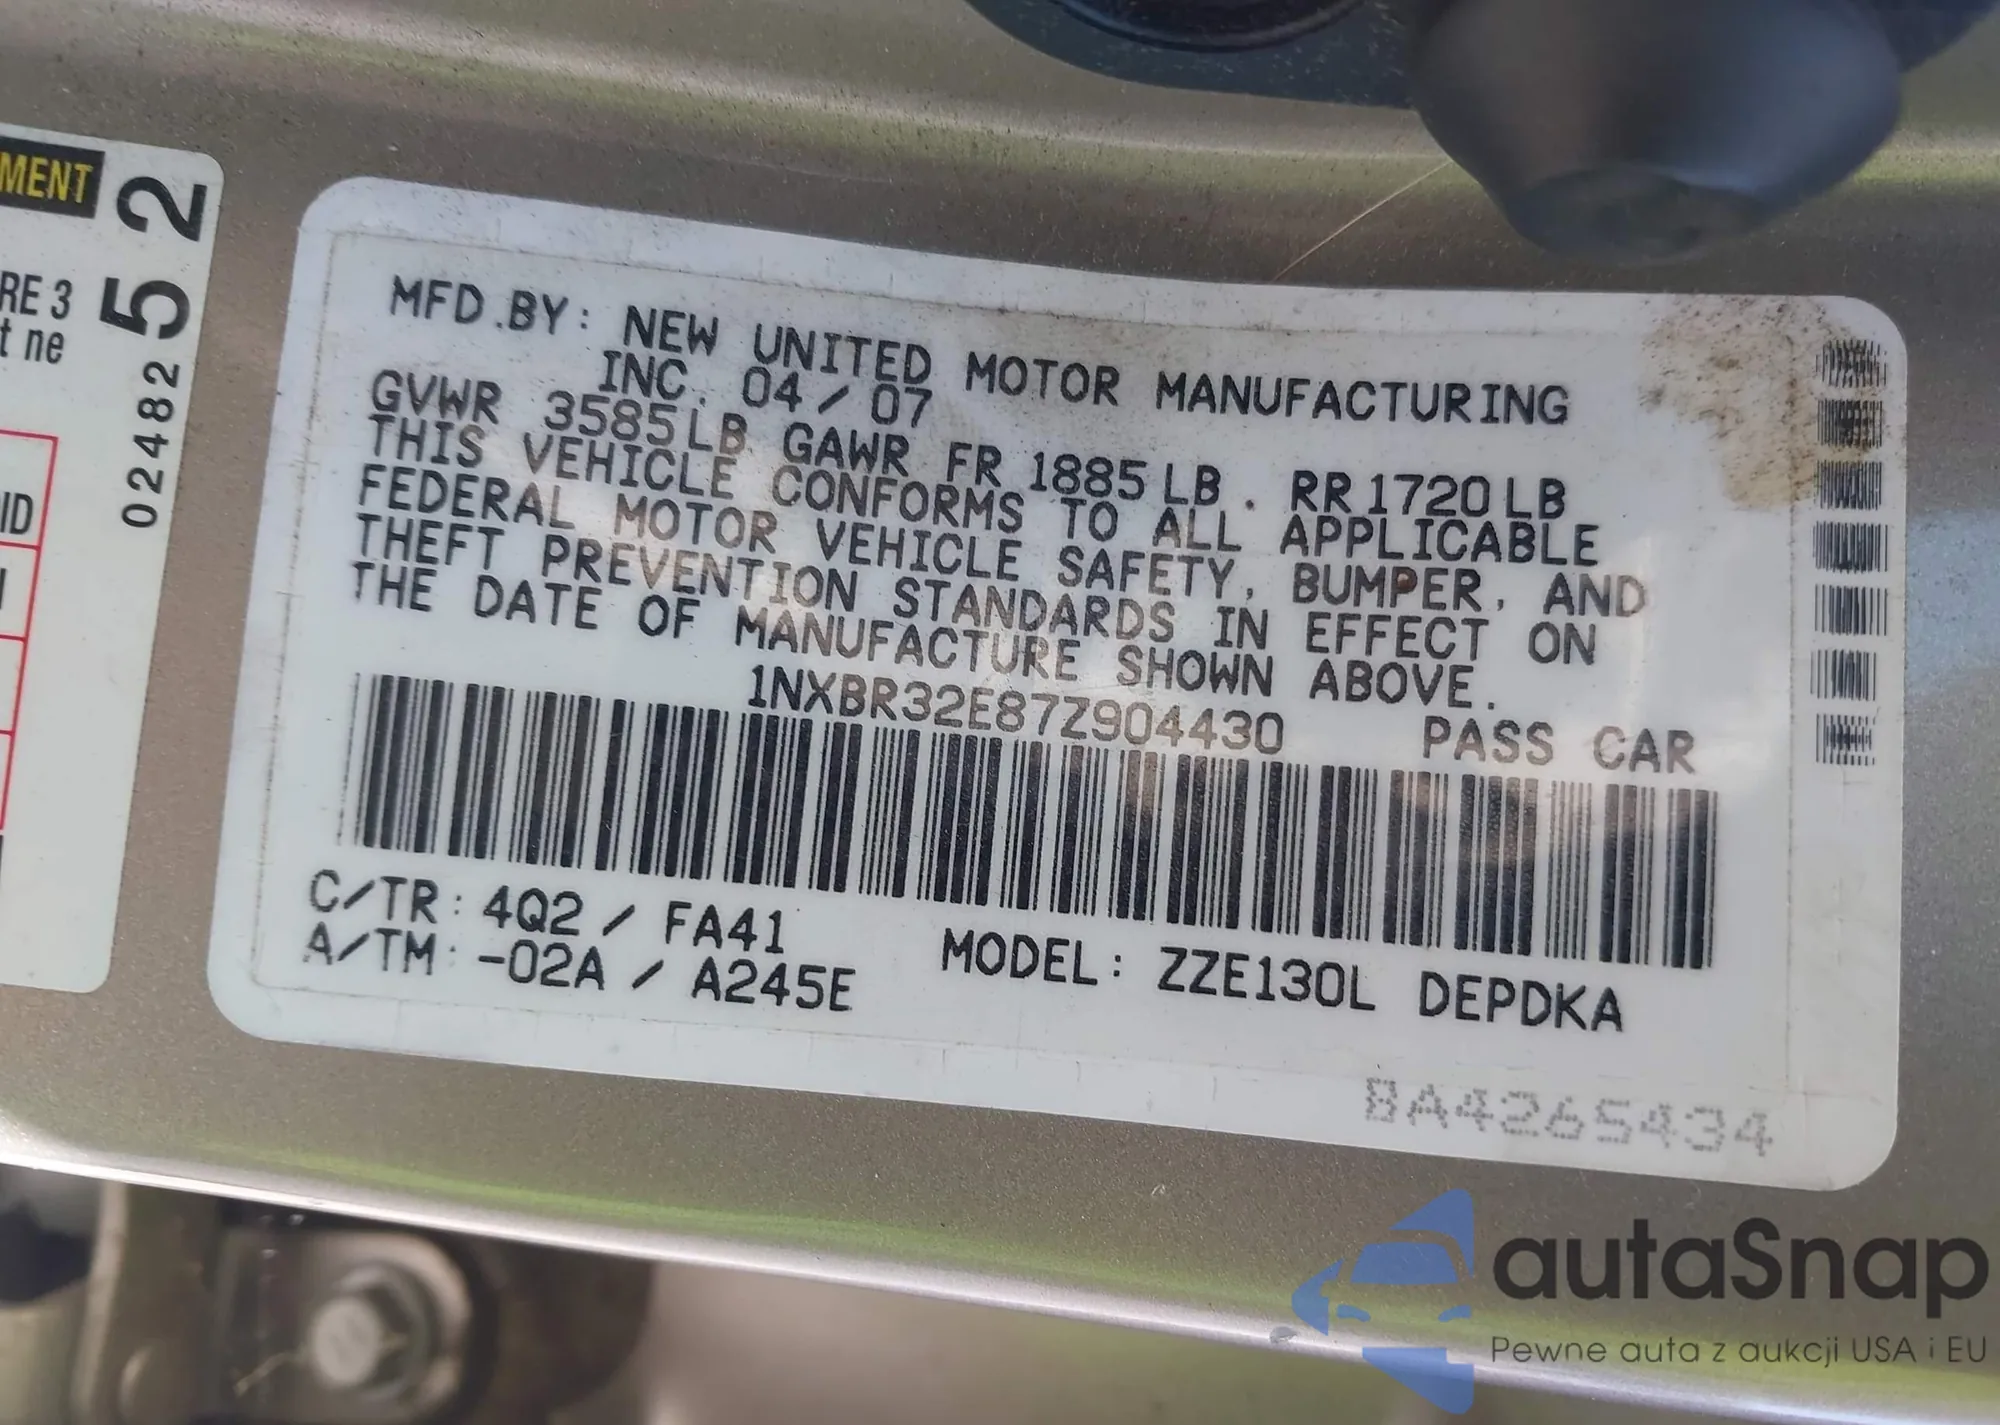 MENT
RE 3
t ne
ID
52
02482
MFD.BY: NEW UNITED MOTOR MANUFACTURING
INC. 04/07
GVWR 3585LB GAWR FR 1885LB. RR1720LB
THIS VEHICLE CONFORMS TO ALL APPLICABLE
FEDERAL MOTOR VEHICLE SAFETY, BUMPER, AND
THEFT PREVENTION STANDARDS IN EFFECT ON
THE DATE OF MANUFACTURE SHOWN ABOVE.
1NXBR32E87Z904430 PASS CAR
C/TR: 4Q2 / FA41
A/TM: -02A / A245E
MODEL: ZZE130L DEPDKA
BA4265434
autaSnap
Pewne auta z aukcji USA i EU